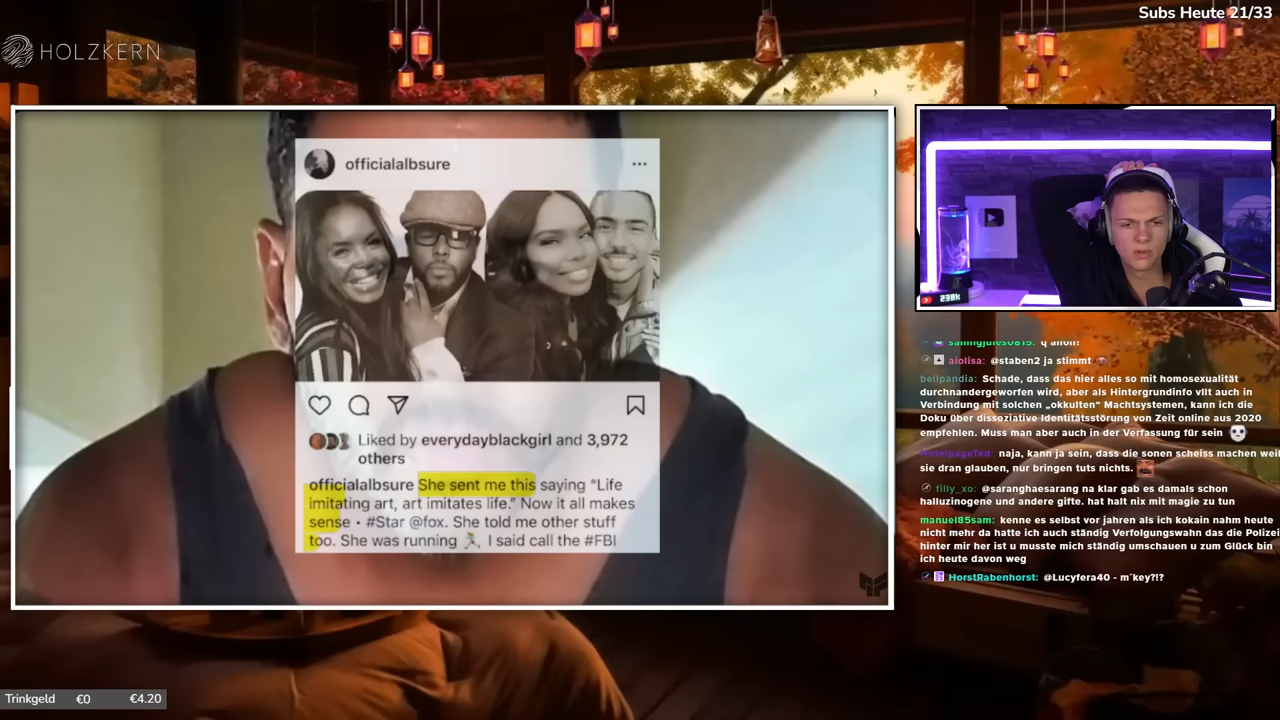 Subs Heute 21/33
HOLZKERN
officialalbsure
Liked by everydayblackgirl and 3,972
others
officialalbsure She sent me this saying "Life
imitating art, art imitates life." Now it all makes
sense • #Star @fox. She told me other stuff
too. She was running 🏃, I said call the #FBI
238K
aiolisa: @staben2 ja stimmt
bellpandia: Schade, dass das hier alles so mit homosexualität
durchnandergeworfen wird, aber als Hintergrundinfo vllt auch in
Verbindung mit solchen „okkulten“ Machtsystemen, kann ich die
Doku über dissoziative Identitätsstörung von Zeit online aus 2020
empfehlen. Muss man aber auch in der Verfassung für sein
naja, kann ja sein, dass die sonen scheiss machen weil
sie dran glauben, nur bringen tuts nichts.
filly_xo: @saranghaesarang na klar gab es damals schon
halluzinogene und andere gifte. hat halt nix mit magie zu tun
manuel85sam: kenne es selbst vor jahren als ich kokain nahm heute
nicht mehr da hatte ich auch ständig Verfolgungswahn das die Polizei
hinter mir her ist u musste mich ständig umschauen u zum Glück bin
ich heute davon weg
HorstRabenhorst: @Lucyfera40 - m´key?!?
Trinkgeld €0 €4.20